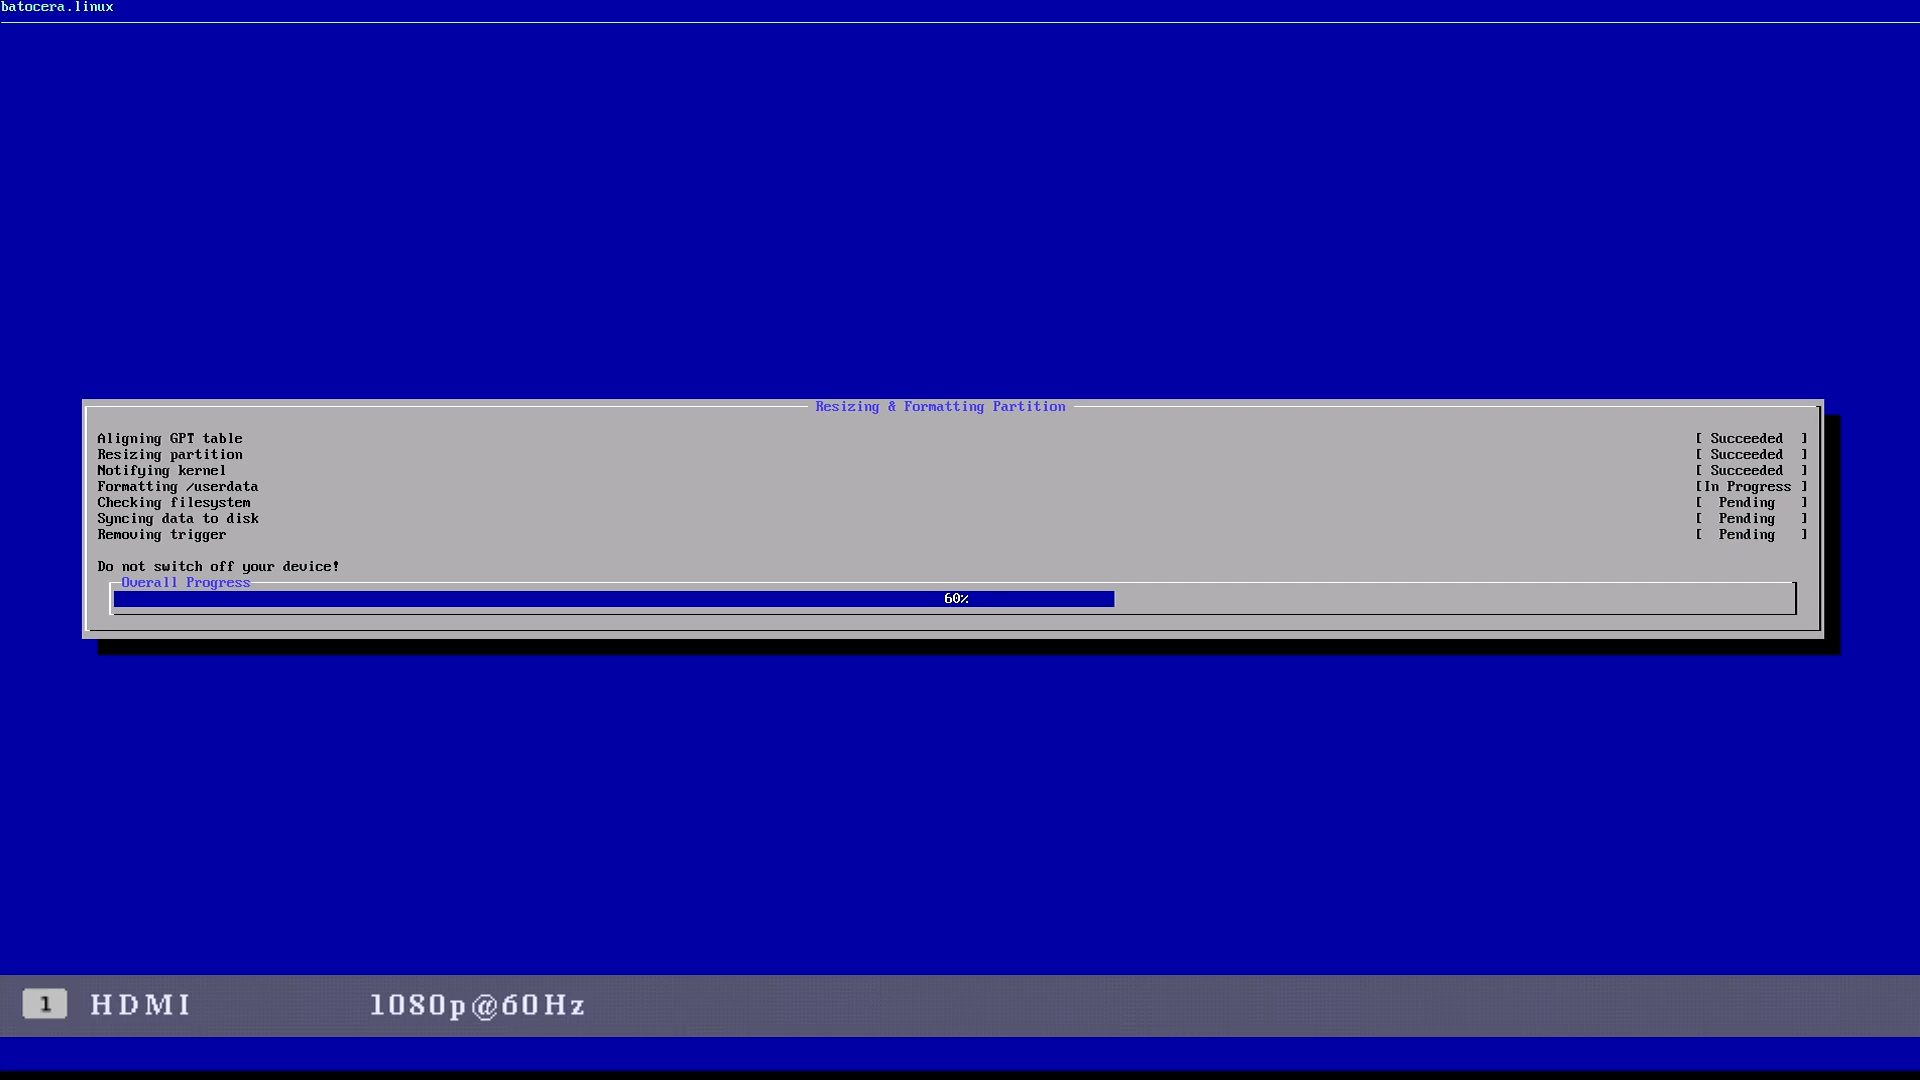 batocera.linux
Resizing & Formatting Partition
Aligning GPT table [ Succeeded ]
Resizing partition [ Succeeded ]
Notifying kernel [ Succeeded ]
Formatting /userdata [In Progress ]
Checking filesystem [ Pending ]
Syncing data to disk [ Pending ]
Removing trigger [ Pending ]
Do not switch off your device!
Overall Progress
60%
1 HDMI 1080p@60Hz